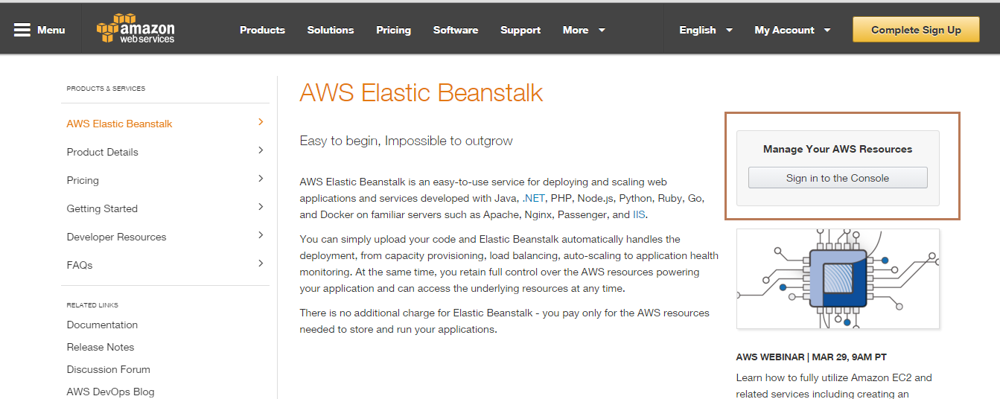 Menu
amazon
web services
Products
Solutions
Pricing
Software
Support
More
English
My Account
Complete Sign Up
PRODUCTS & SERVICES
AWS Elastic Beanstalk
Product Details
Pricing
Getting Started
Developer Resources
FAQs
RELATED LINKS
Documentation
Release Notes
Discussion Forum
AWS DevOps Blog
AWS Elastic Beanstalk
Easy to begin, Impossible to outgrow
AWS Elastic Beanstalk is an easy-to-use service for deploying and scaling web
applications and services developed with Java, .NET, PHP, Node.js, Python, Ruby, Go,
and Docker on familiar servers such as Apache, Nginx, Passenger, and IIS.
You can simply upload your code and Elastic Beanstalk automatically handles the
deployment, from capacity provisioning, load balancing, auto-scaling to application health
monitoring. At the same time, you retain full control over the AWS resources powering
your application and can access the underlying resources at any time.
There is no additional charge for Elastic Beanstalk - you pay only for the AWS resources
needed to store and run your applications.
Manage Your AWS Resources
Sign in to the Console
AWS WEBINAR | MAR 29, 9AM PT
Learn how to fully utilize Amazon EC2 and
related services including creating an